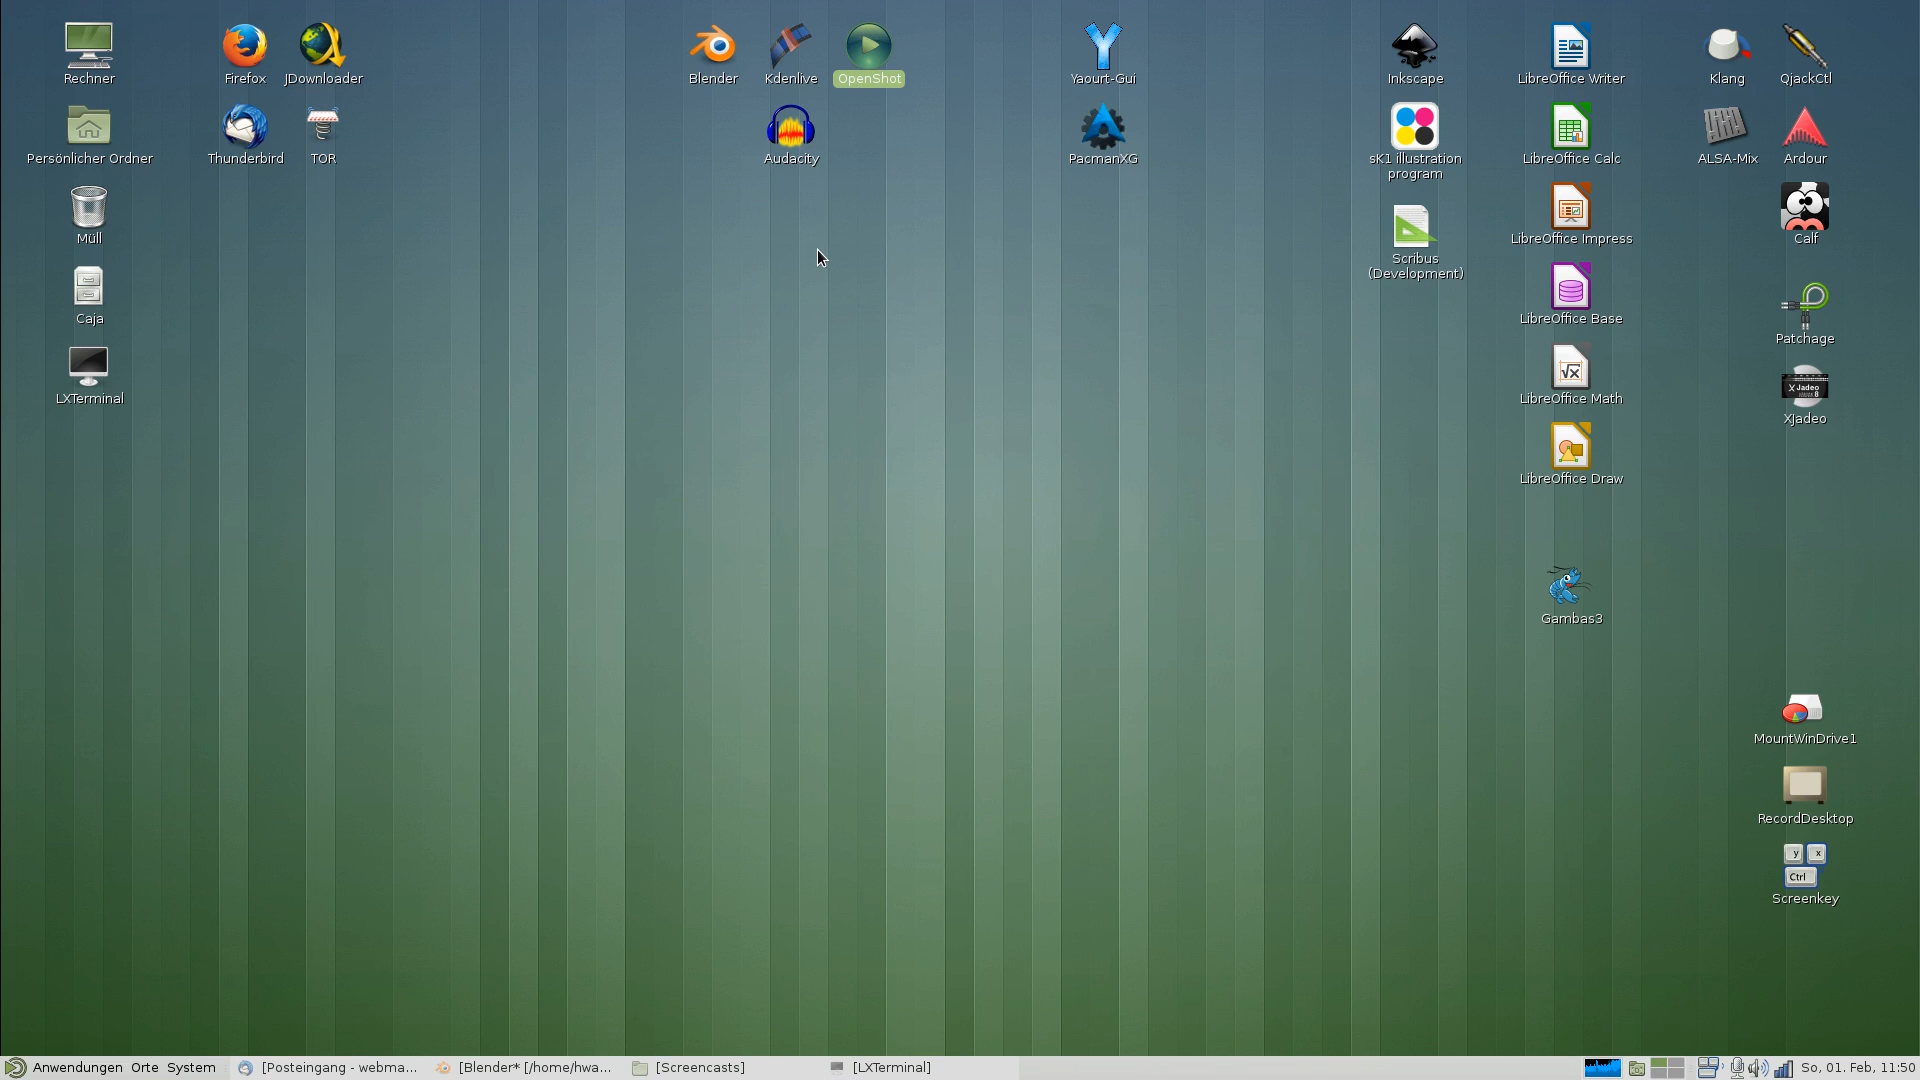 Rechner
Firefox
JDownloader
Blender
Kdenlive
OpenShot
Yaourt-Gui
Inkscape
LibreOffice Writer
Klang
QjackCtl
Persönlicher Ordner
Thunderbird
TOR
Audacity
PacmanXG
sK1 illustration
program
LibreOffice Calc
ALSA-Mix
Ardour
Müll
LibreOffice Impress
Calf
Scribus
(Development)
Caja
LibreOffice Base
Patchage
LXTerminal
LibreOffice Math
XJadeo
Xjadeo
LibreOffice Draw
Gambas3
MountWinDrive1
RecordDesktop
y x
Ctrl
Screenkey
Anwendungen Orte System
[Posteingang - webma...
[Blender* [/home/hwa...
[Screencasts]
[LXTerminal]
So, 01. Feb, 11:50